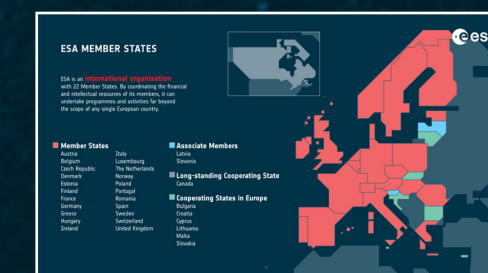 esa
ESA MEMBER STATES
ESA is an international organisation
with 22 Member States. By coordinating the financial
and intellectual resources of its members, it can
undertake programmes and activities far beyond
the scope of any single European country.
Member States
Austria
Belgium
Czech Republic
Denmark
Estonia
Finland
France
Germany
Greece
Hungary
Ireland
Italy
Luxembourg
The Netherlands
Norway
Poland
Portugal
Romania
Spain
Sweden
Switzerland
United Kingdom
Associate Members
Latvia
Slovenia
Long-standing Cooperating State
Canada
Cooperating States in Europe
Bulgaria
Croatia
Cyprus
Lithuania
Malta
Slovakia